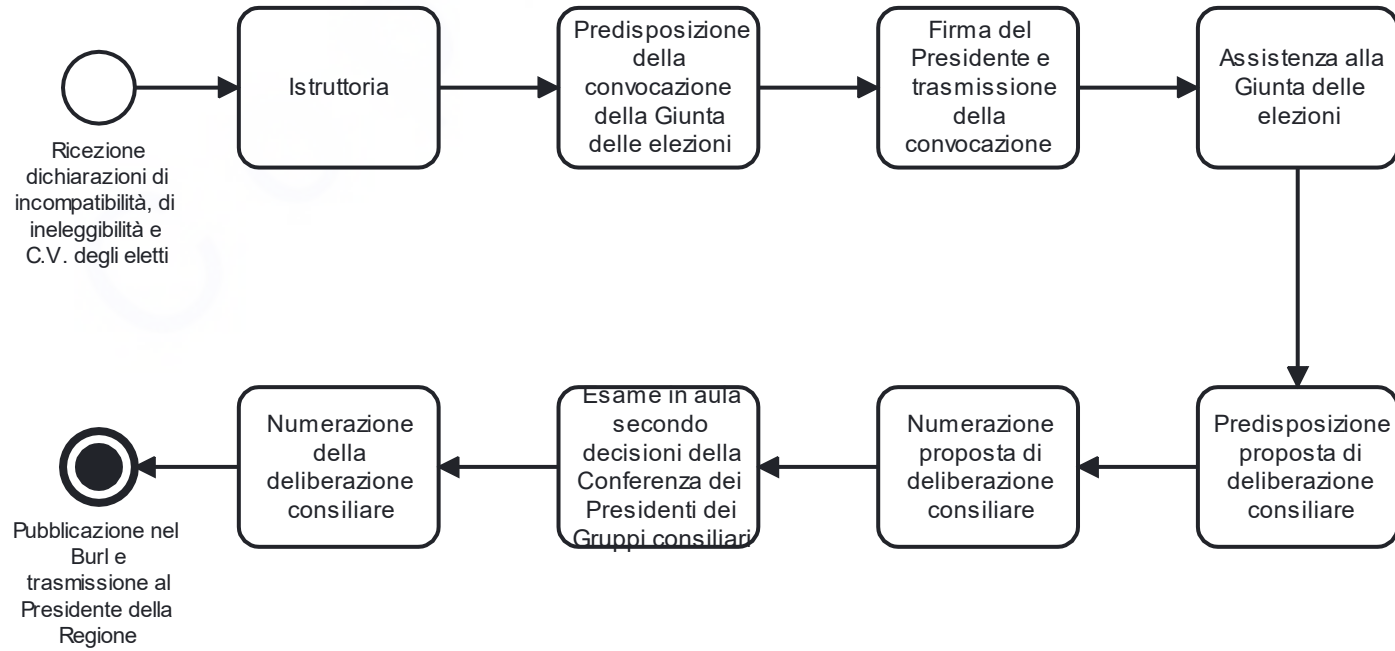 Ricezione
dichiarazioni di
incompatibilità, di
ineleggibilità e
C.V. degli eletti
Istruttoria
Predisposizione
della
convocazione
della Giunta
delle elezioni
Firma del
Presidente e
trasmissione
della
convocazione
Assistenza alla
Giunta delle
elezioni
Predisposizione
proposta di
deliberazione
consiliare
Numerazione
proposta di
deliberazione
consiliare
Esame in aula
secondo
decisioni della
Conferenza dei
Presidenti dei
Gruppi consiliari
Numerazione
della
deliberazione
consiliare
Pubblicazione nel
Burl e
trasmissione al
Presidente della
Regione